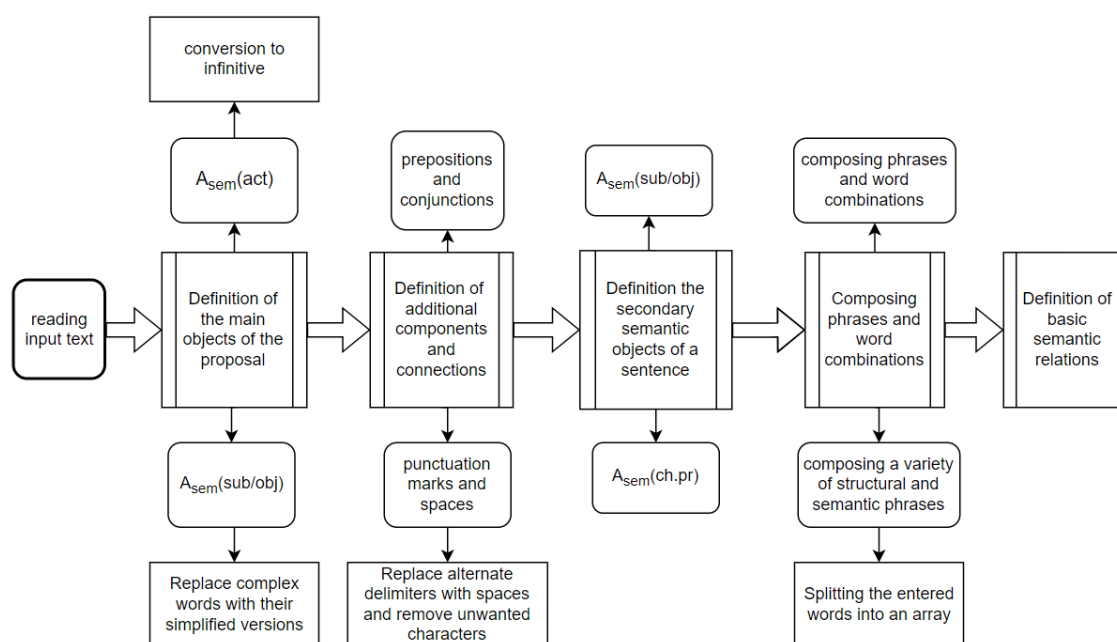 conversion to
infinitive
Asem(act)
prepositions
and
conjunctions
Asem(sub/obj)
composing phrases
and word
combinations
reading
input text
Definition of
the main
objects of the
proposal
Definition of
additional
components
and
connections
Definition the
secondary
semantic
objects of a
sentence
Composing
phrases and
word
combinations
Definition of
basic
semantic
relations
Asem(sub/obj)
punctuation
marks and
spaces
Asem(ch.pr)
composing a variety
of structural and
semantic phrases
Replace complex
words with their
simplified versions
Replace alternate
delimiters with spaces
and remove unwanted
characters
Splitting the entered
words into an array